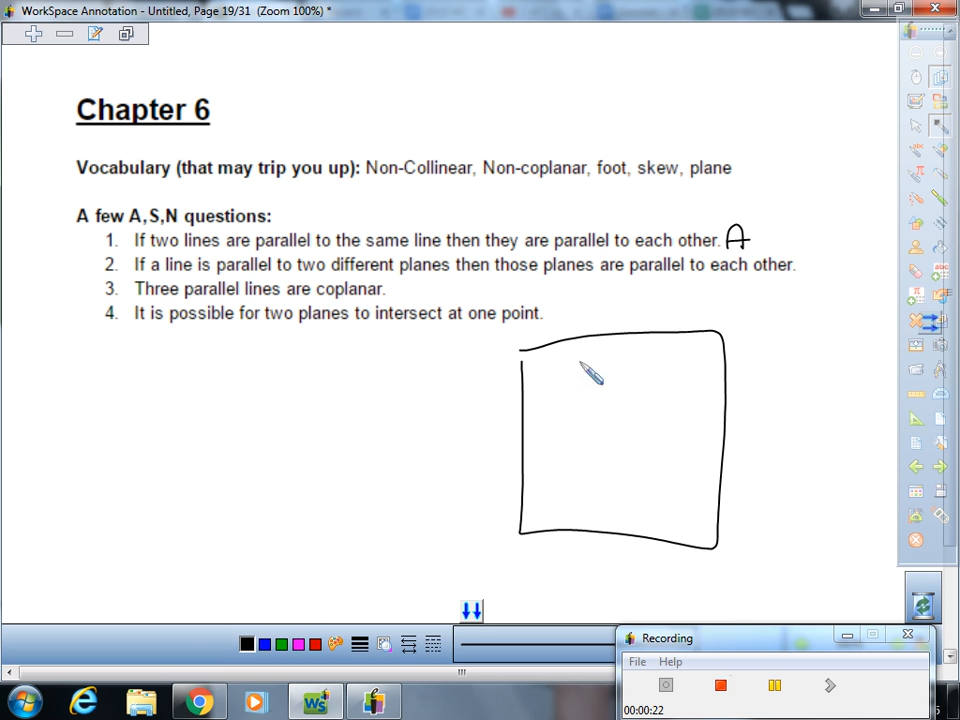 WorkSpace Annotation - Untitled, Page 19/31 (Zoom 100%) *
Chapter 6
Vocabulary (that may trip you up): Non-Collinear, Non-coplanar, foot, skew, plane
A few A,S,N questions:
1. If two lines are parallel to the same line then they are parallel to each other. A
2. If a line is parallel to two different planes then those planes are parallel to each other.
3. Three parallel lines are coplanar.
4. It is possible for two planes to intersect at one point.
Recording
File Help
00:00:22